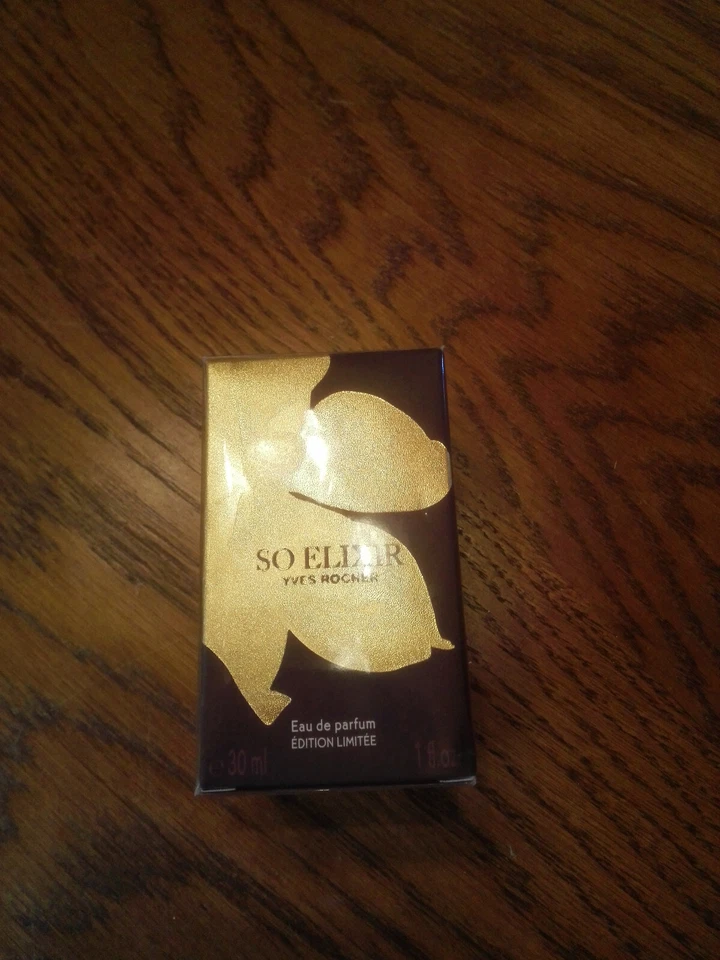 SO ELIXIR
YVES ROCHER
Eau de parfum
ÉDITION LIMITÉE
e 30 ml
1 fl.oz.